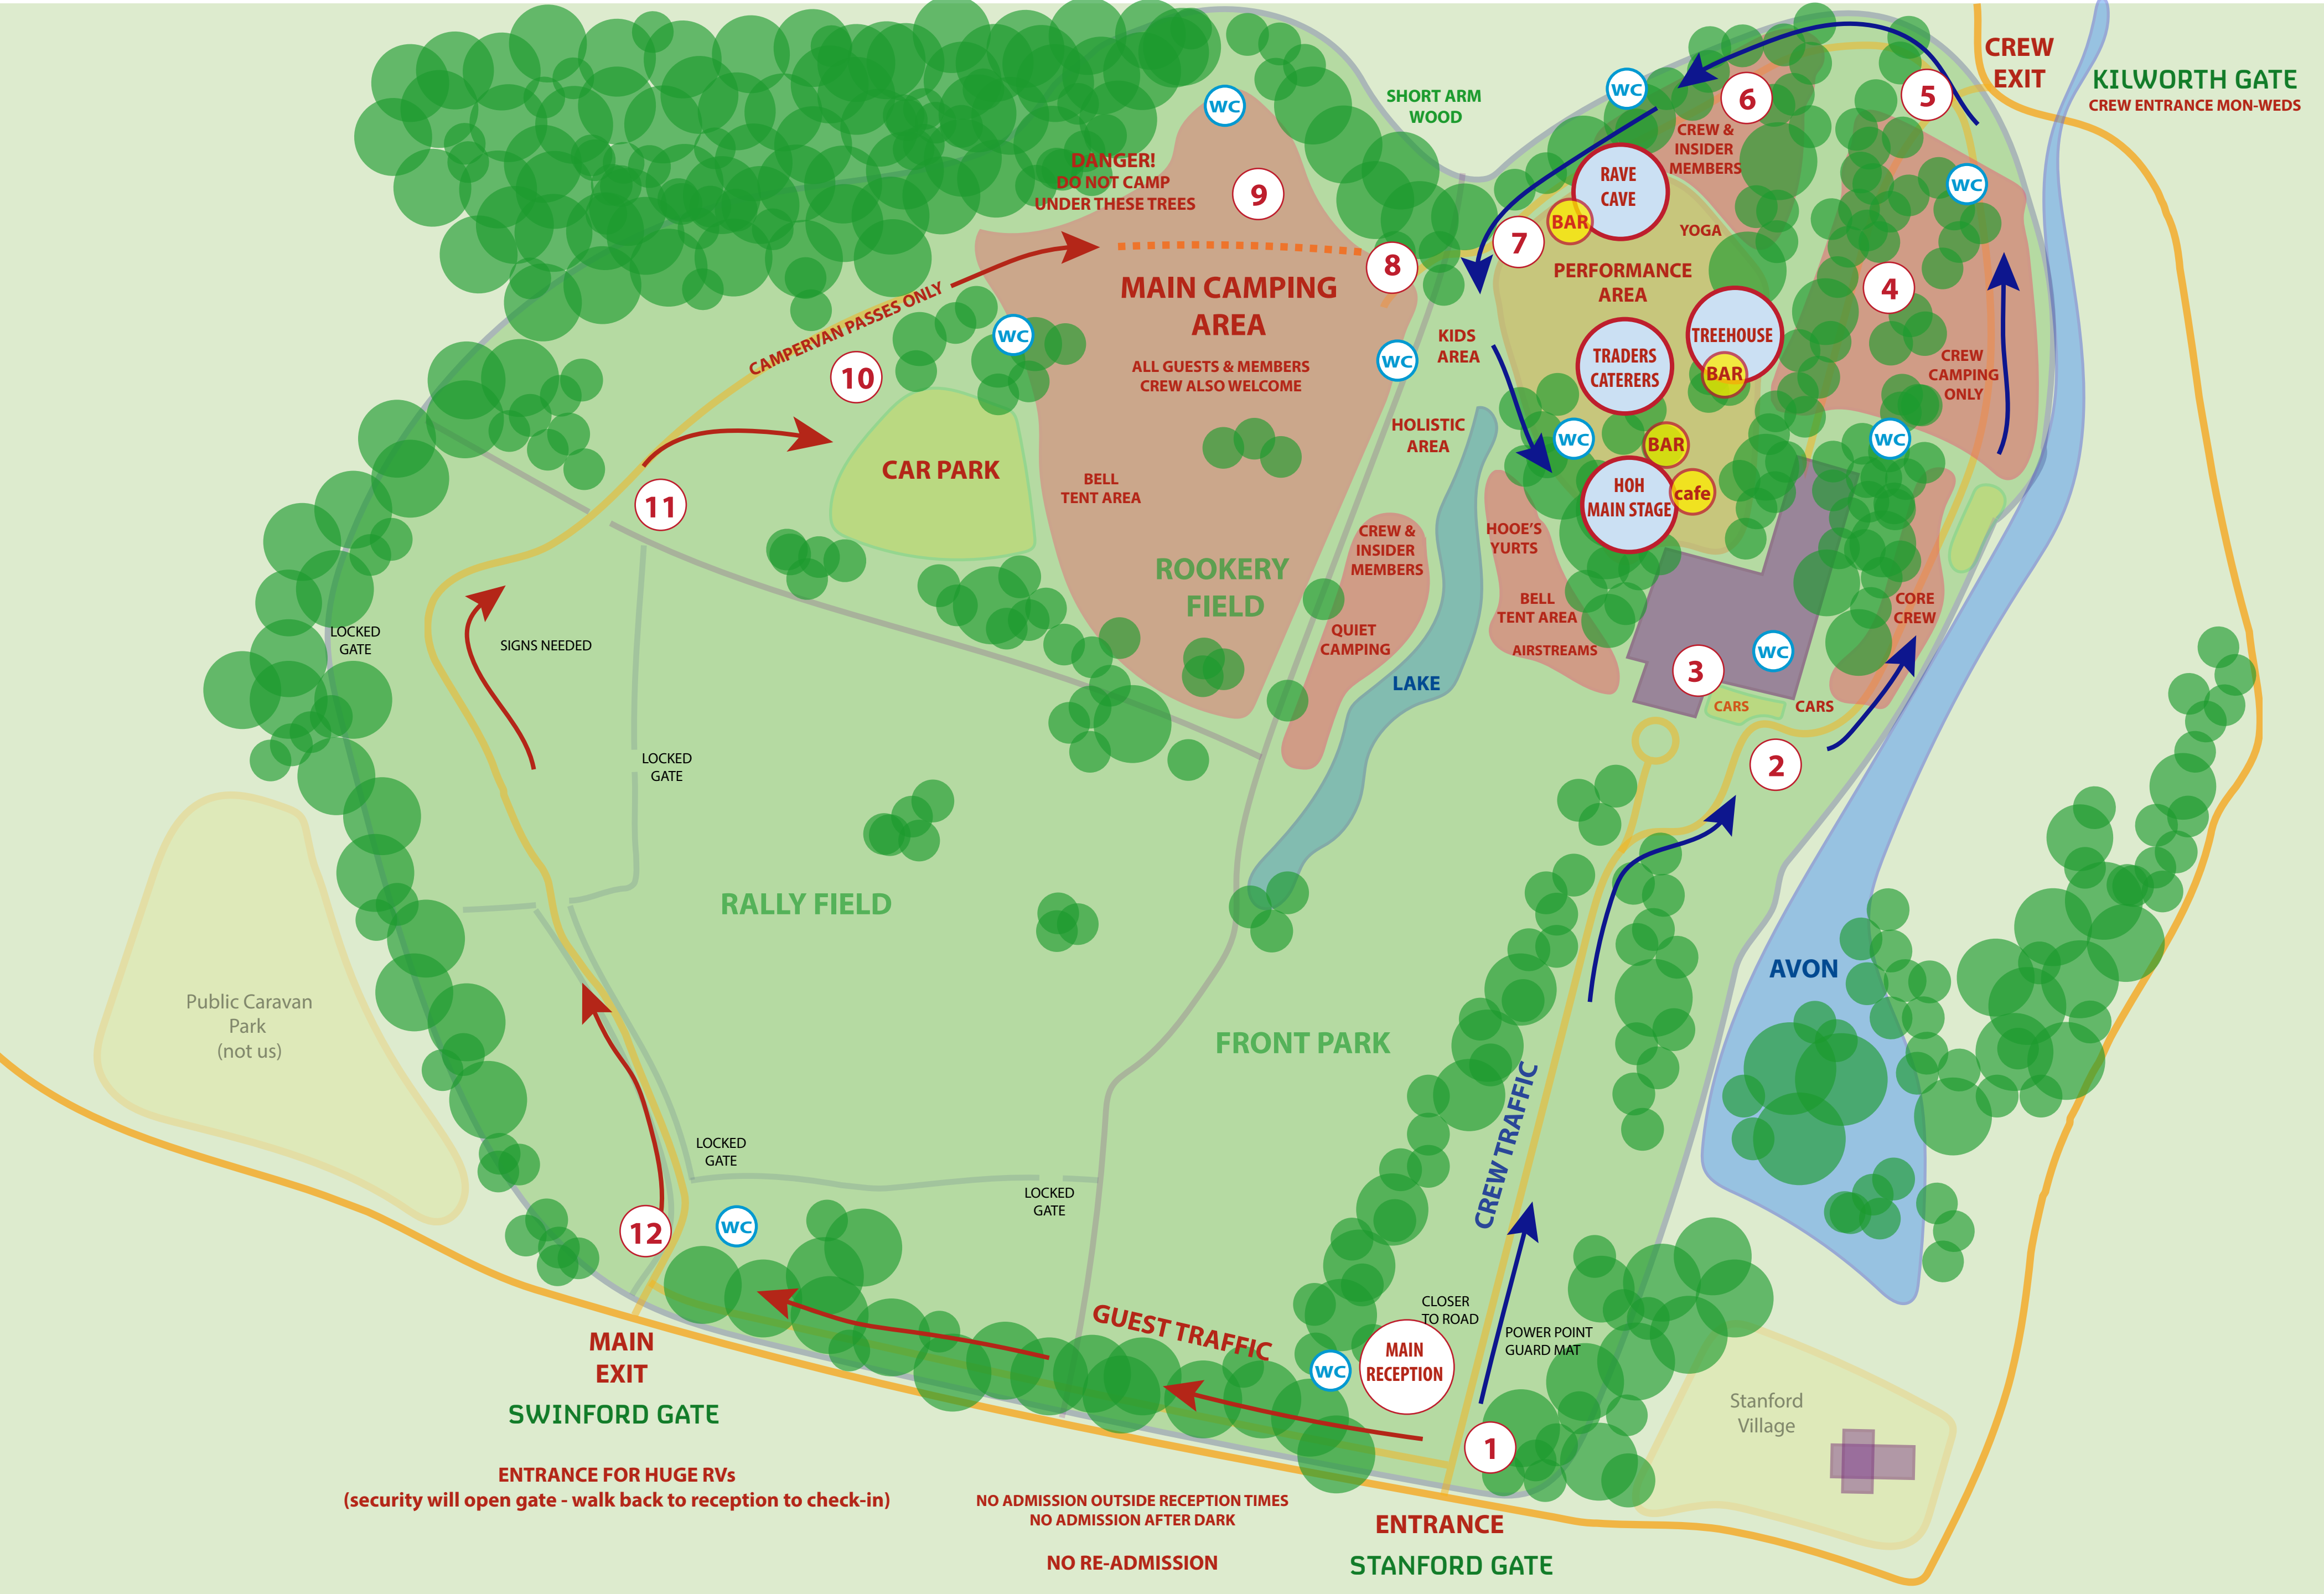 CREW
EXIT
KILWORTH GATE
CREW ENTRANCE MON-WEDS
SHORT ARM
WOOD
WC
WC
5
6
CREW &
INSIDER
MEMBERS
DANGER!
DO NOT CAMP
UNDER THESE TREES
9
RAVE
CAVE
BAR
WC
7
YOGA
8
PERFORMANCE
AREA
4
MAIN CAMPING
AREA
ALL GUESTS & MEMBERS
CREW ALSO WELCOME
CAMPERVAN PASSES ONLY
WC
10
WC
KIDS
AREA
TREEHOUSE
BAR
TRADERS
CATERERS
CREW
CAMPING
ONLY
HOLISTIC
AREA
WC
BAR
WC
CAR PARK
BELL
TENT AREA
11
HOH
MAIN STAGE
cafe
HOOE'S
YURTS
CREW &
INSIDER
MEMBERS
ROOKERY
FIELD
BELL
TENT AREA
AIRSTREAMS
CORE
CREW
QUIET
CAMPING
LOCKED
GATE
SIGNS NEEDED
LAKE
3
WC
CARS
CARS
LOCKED
GATE
2
RALLY FIELD
AVON
Public Caravan
Park
(not us)
FRONT PARK
CREW TRAFFIC
LOCKED
GATE
LOCKED
GATE
12
WC
GUEST TRAFFIC
CLOSER
TO ROAD
POWER POINT
GUARD MAT
MAIN
RECEPTION
WC
MAIN
EXIT
SWINFORD GATE
Stanford
Village
1
ENTRANCE FOR HUGE RVs
(security will open gate - walk back to reception to check-in)
NO ADMISSION OUTSIDE RECEPTION TIMES
NO ADMISSION AFTER DARK
NO RE-ADMISSION
ENTRANCE
STANFORD GATE